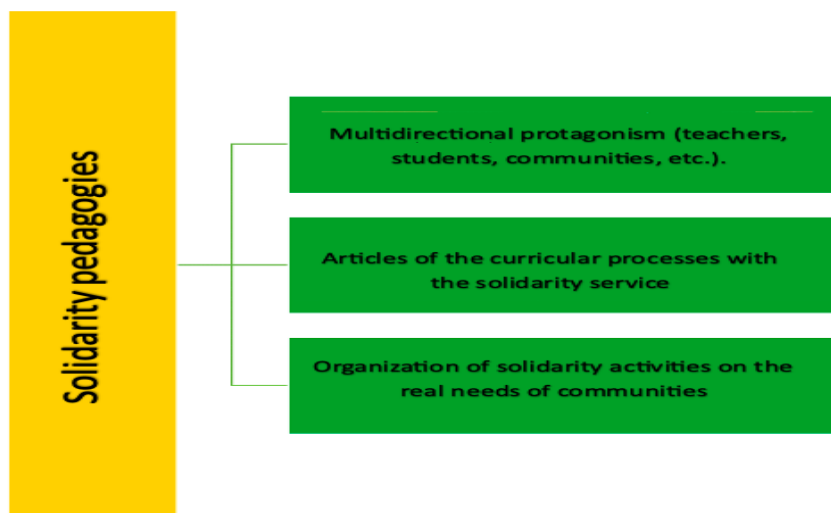 Solidarity pedagogies
Multidirectional protagonism (teachers,
students, communities, etc.).
Articles of the curricular processes with
the solidarity service
Organization of solidarity activities on the
real needs of communities